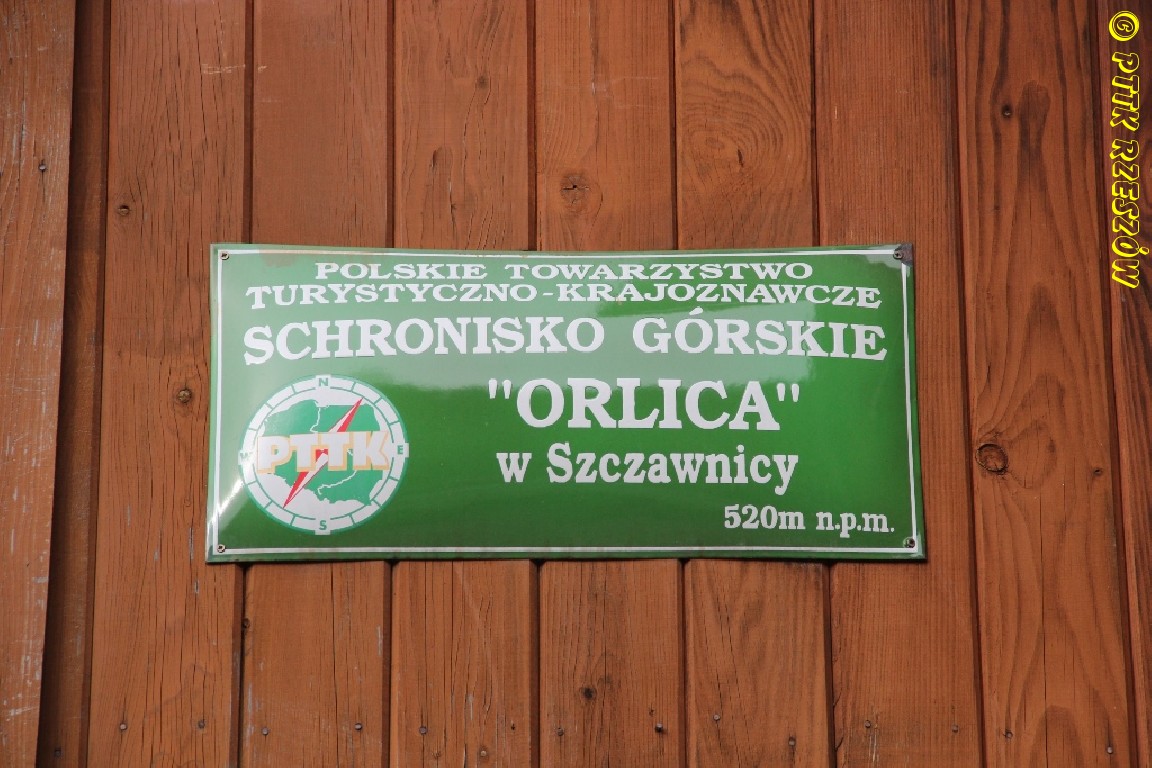 POLSKIE TOWARZYSTWO
TURYSTYCZNO-KRAJOZNAWCZE
SCHRONISKO GÓRSKIE
"ORLICA"
w Szczawnicy
520m n.p.m.
N
W
PTTK
E
S
© PTTK RZESZÓW